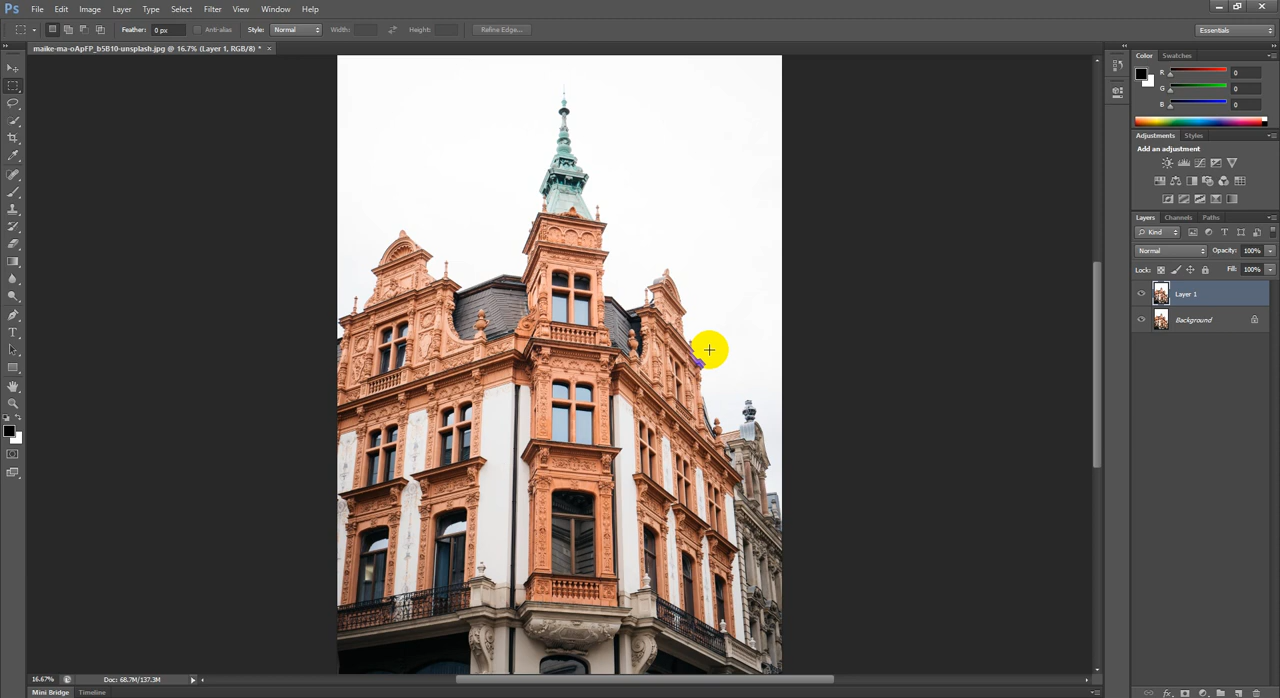 Ps File Edit Image Layer Type Select Filter View Window Help
Feather: 0 px Anti-alias Style: Normal Width: Height: Refine Edge... Essentials
maike-ma-oApFP_b5B10-unsplash.jpg @ 16.7% (Layer 1, RGB/8) * ×
Color Swatches
R 0
G 0
B 0
Adjustments Styles
Add an adjustment
Layers Channels Paths
Kind
Normal Opacity: 100%
Lock: Fill: 100%
Layer 1
Background
16.67% Doc: 68.7M/137.3M
Mini Bridge Timeline